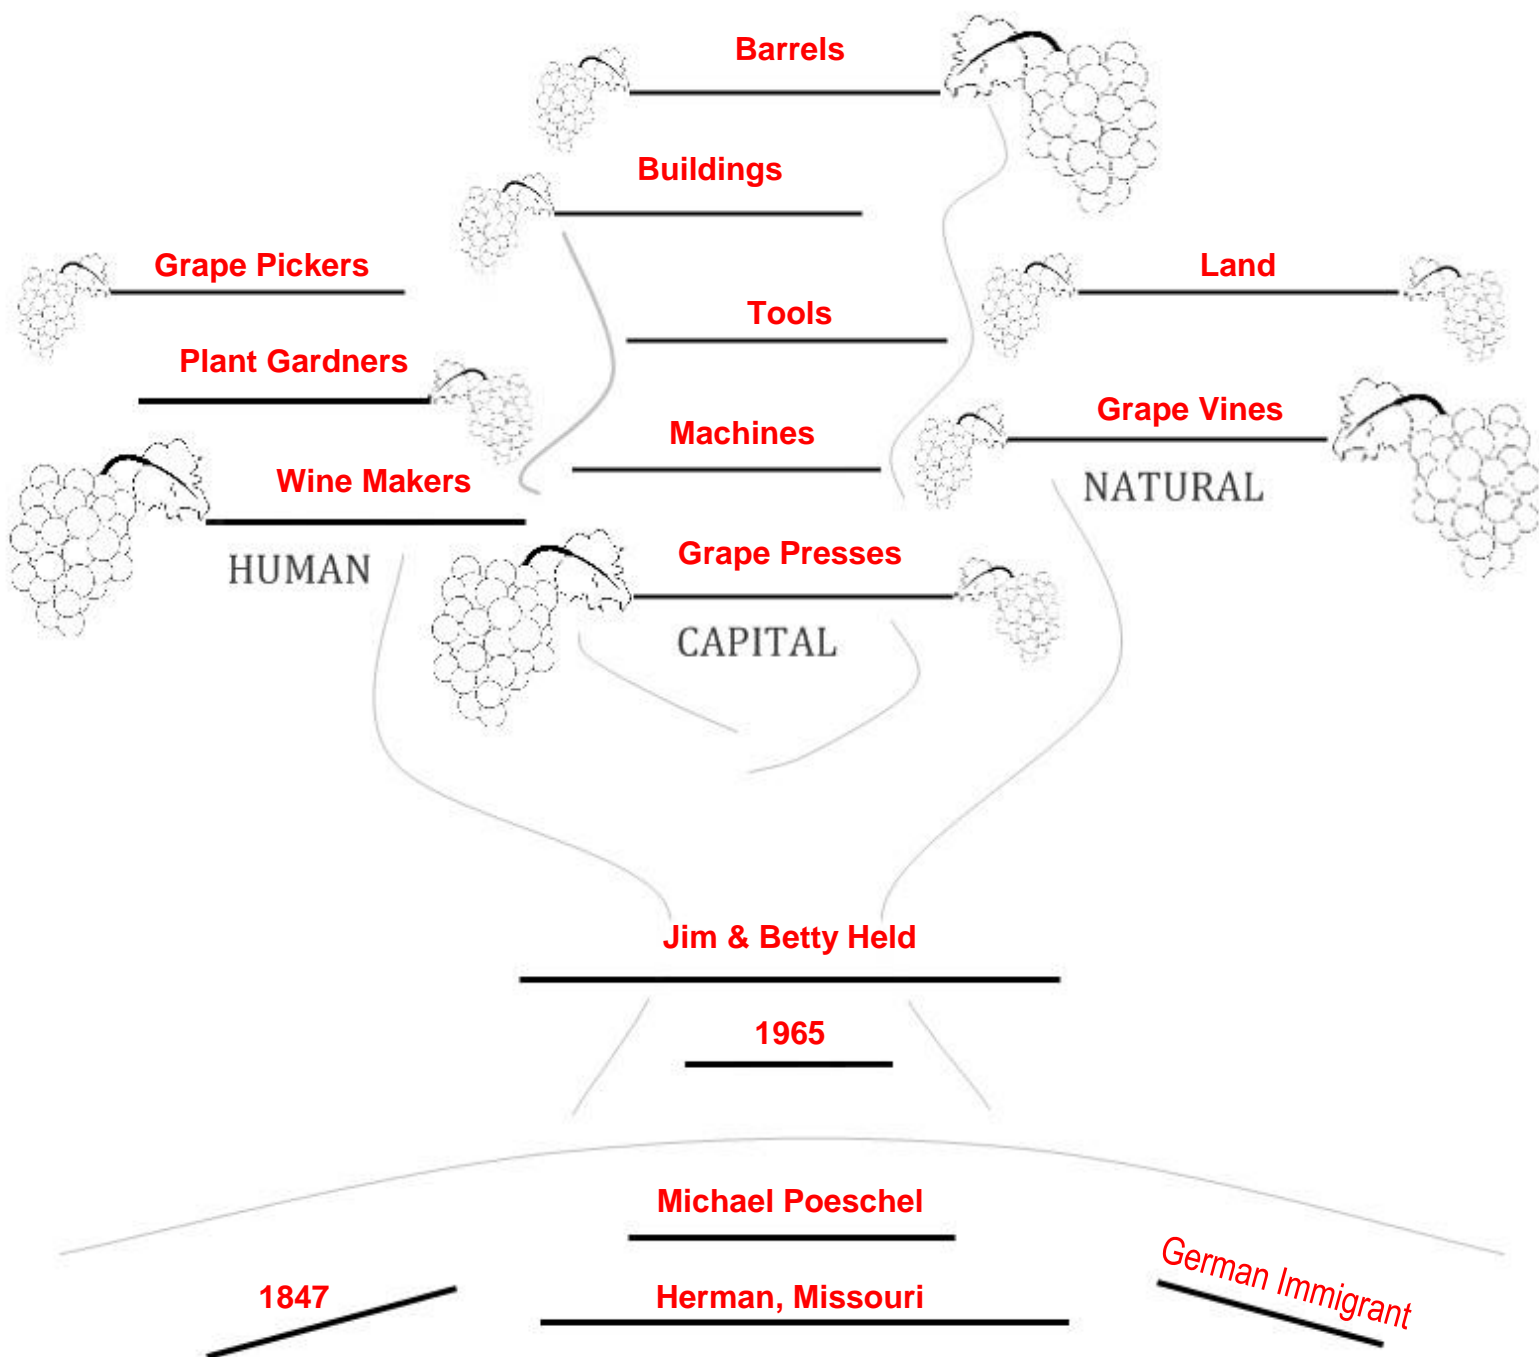 Barrels
Buildings
Grape Pickers
Land
Tools
Plant Gardners
Grape Vines
Machines
Wine Makers
NATURAL
HUMAN
Grape Presses
CAPITAL
Jim & Betty Held
1965
Michael Poeschel
1847
Herman, Missouri
German Immigrant